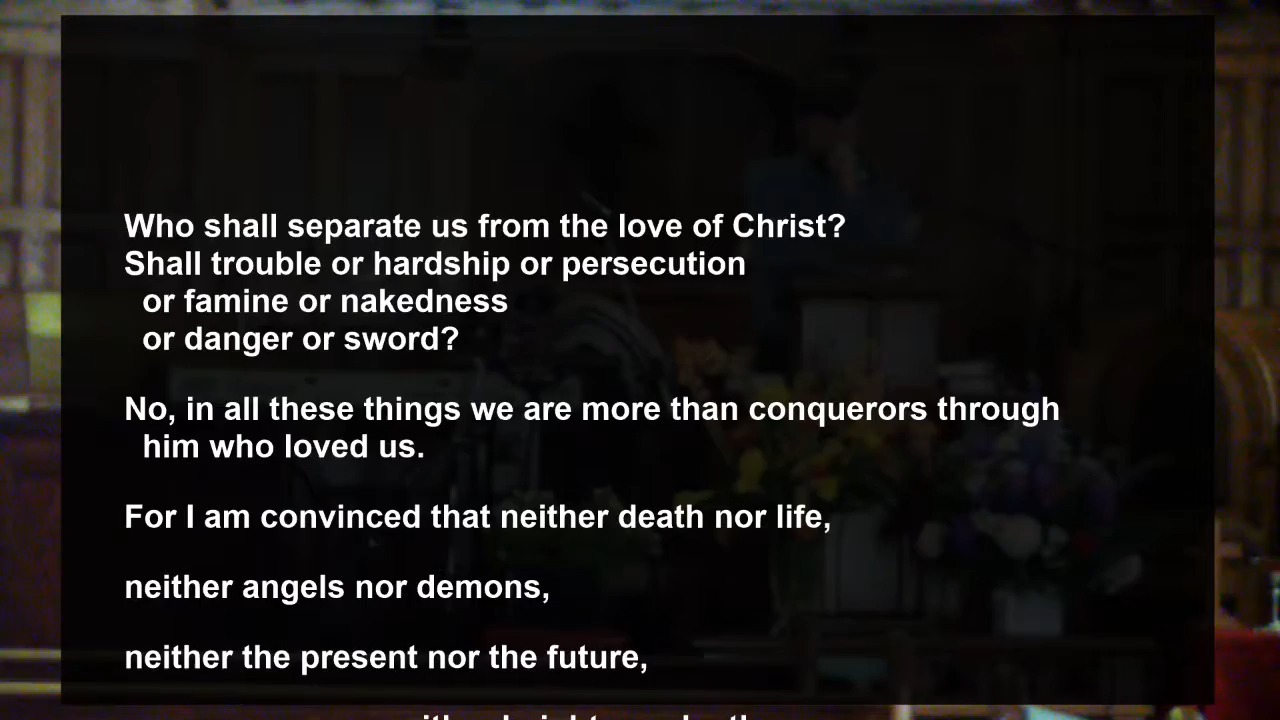 Who shall separate us from the love of Christ?
Shall trouble or hardship or persecution
or famine or nakedness
or danger or sword?
No, in all these things we are more than conquerors through
him who loved us.
For I am convinced that neither death nor life,
neither angels nor demons,
neither the present nor the future,